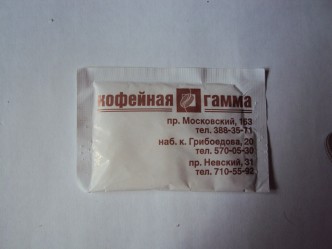 кофейная гамма
пр. Московский, 163
тел. 388-35-71
наб. к. Грибоедова, 20
тел. 570-05-30
пр. Невский, 31
тел. 710-55-92